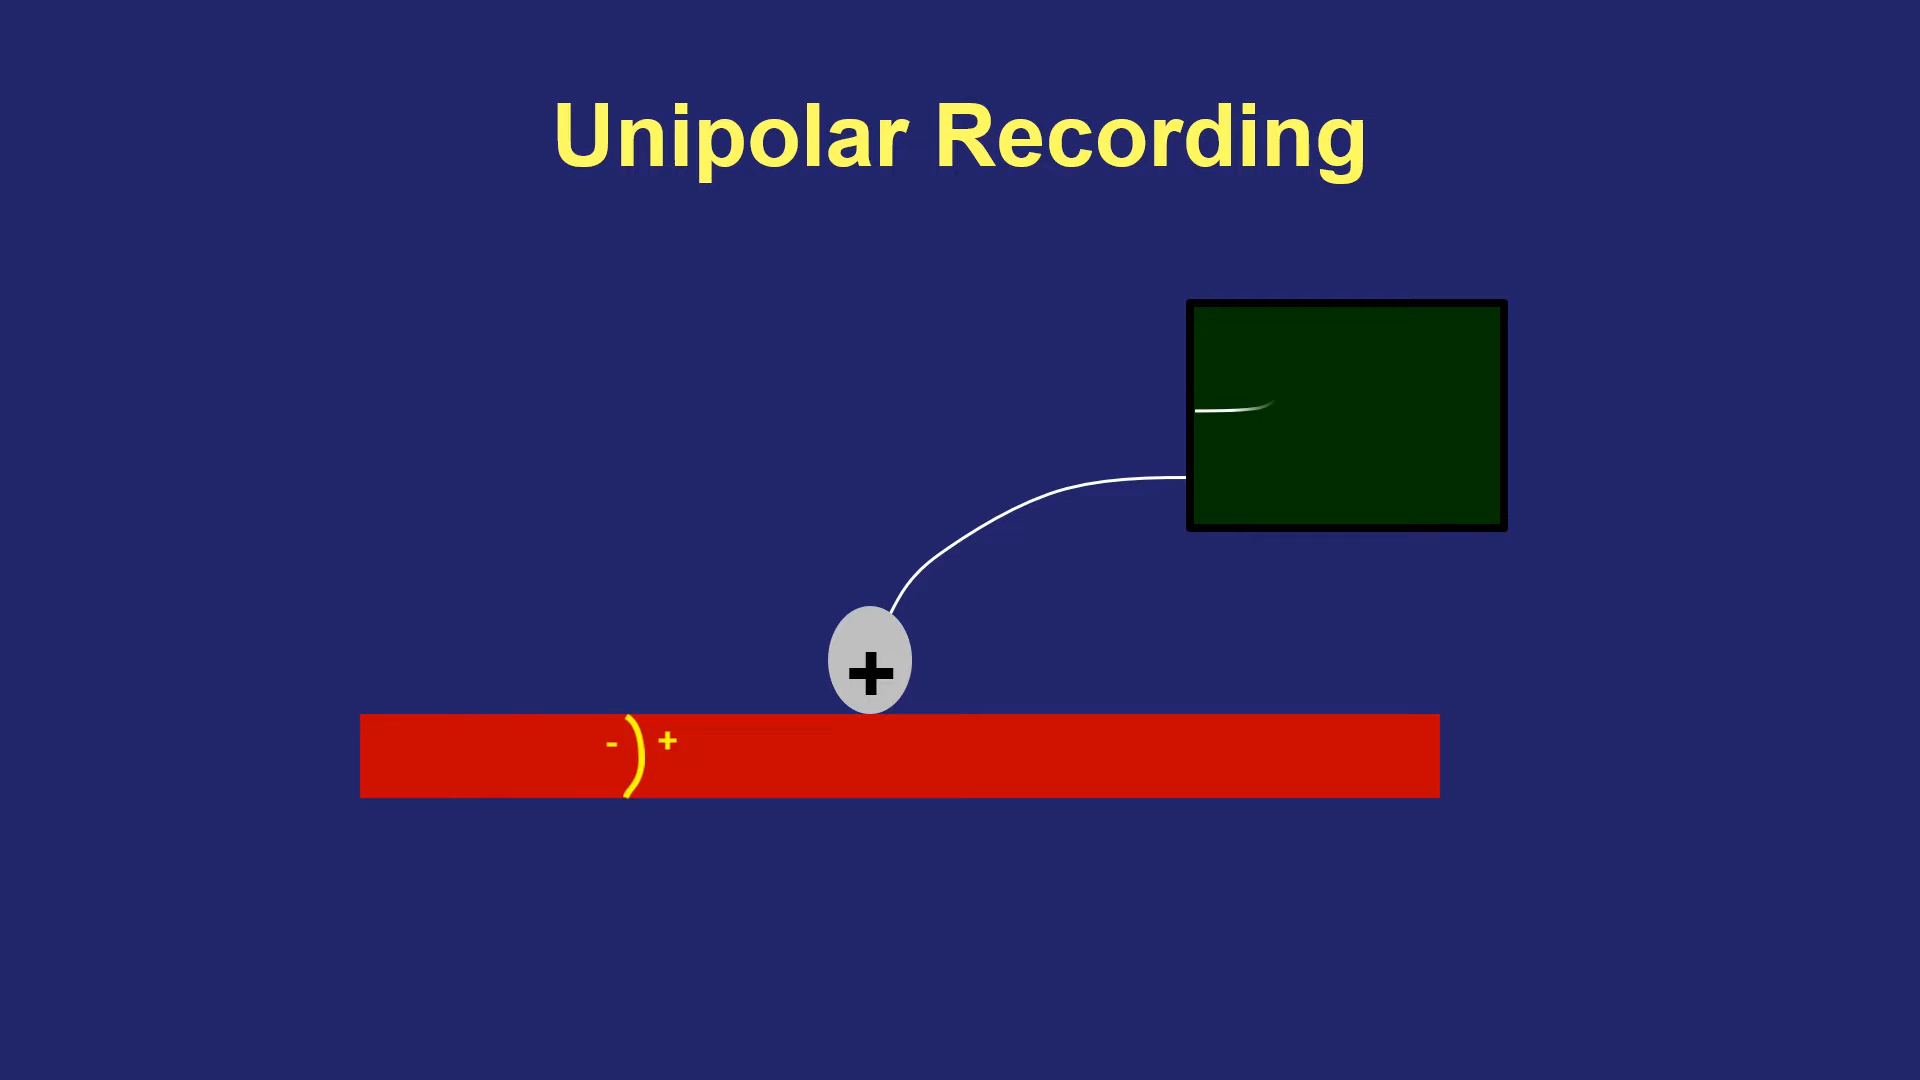 Unipolar Recording
+
- ) +